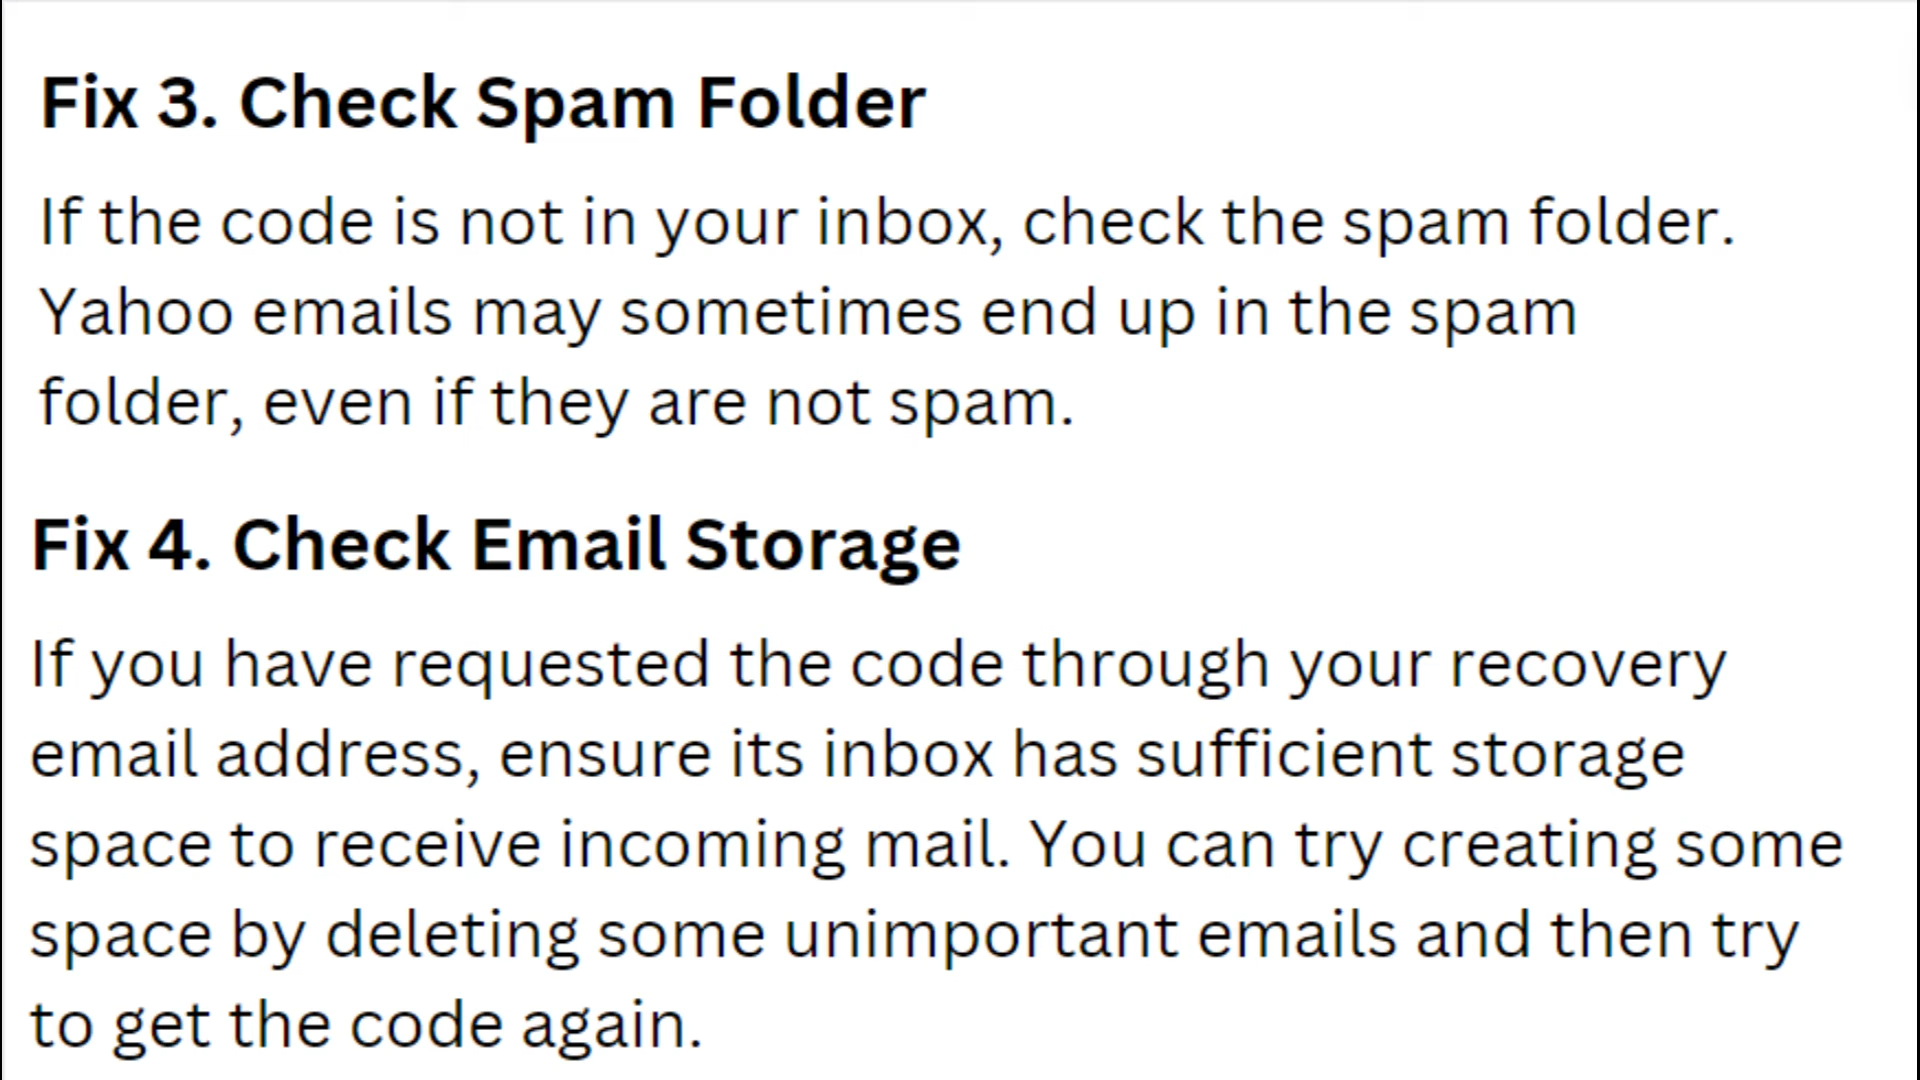 Fix 3. Check Spam Folder
If the code is not in your inbox, check the spam folder.
Yahoo emails may sometimes end up in the spam
folder, even if they are not spam.
Fix 4. Check Email Storage
If you have requested the code through your recovery
email address, ensure its inbox has sufficient storage
space to receive incoming mail. You can try creating some
space by deleting some unimportant emails and then try
to get the code again.